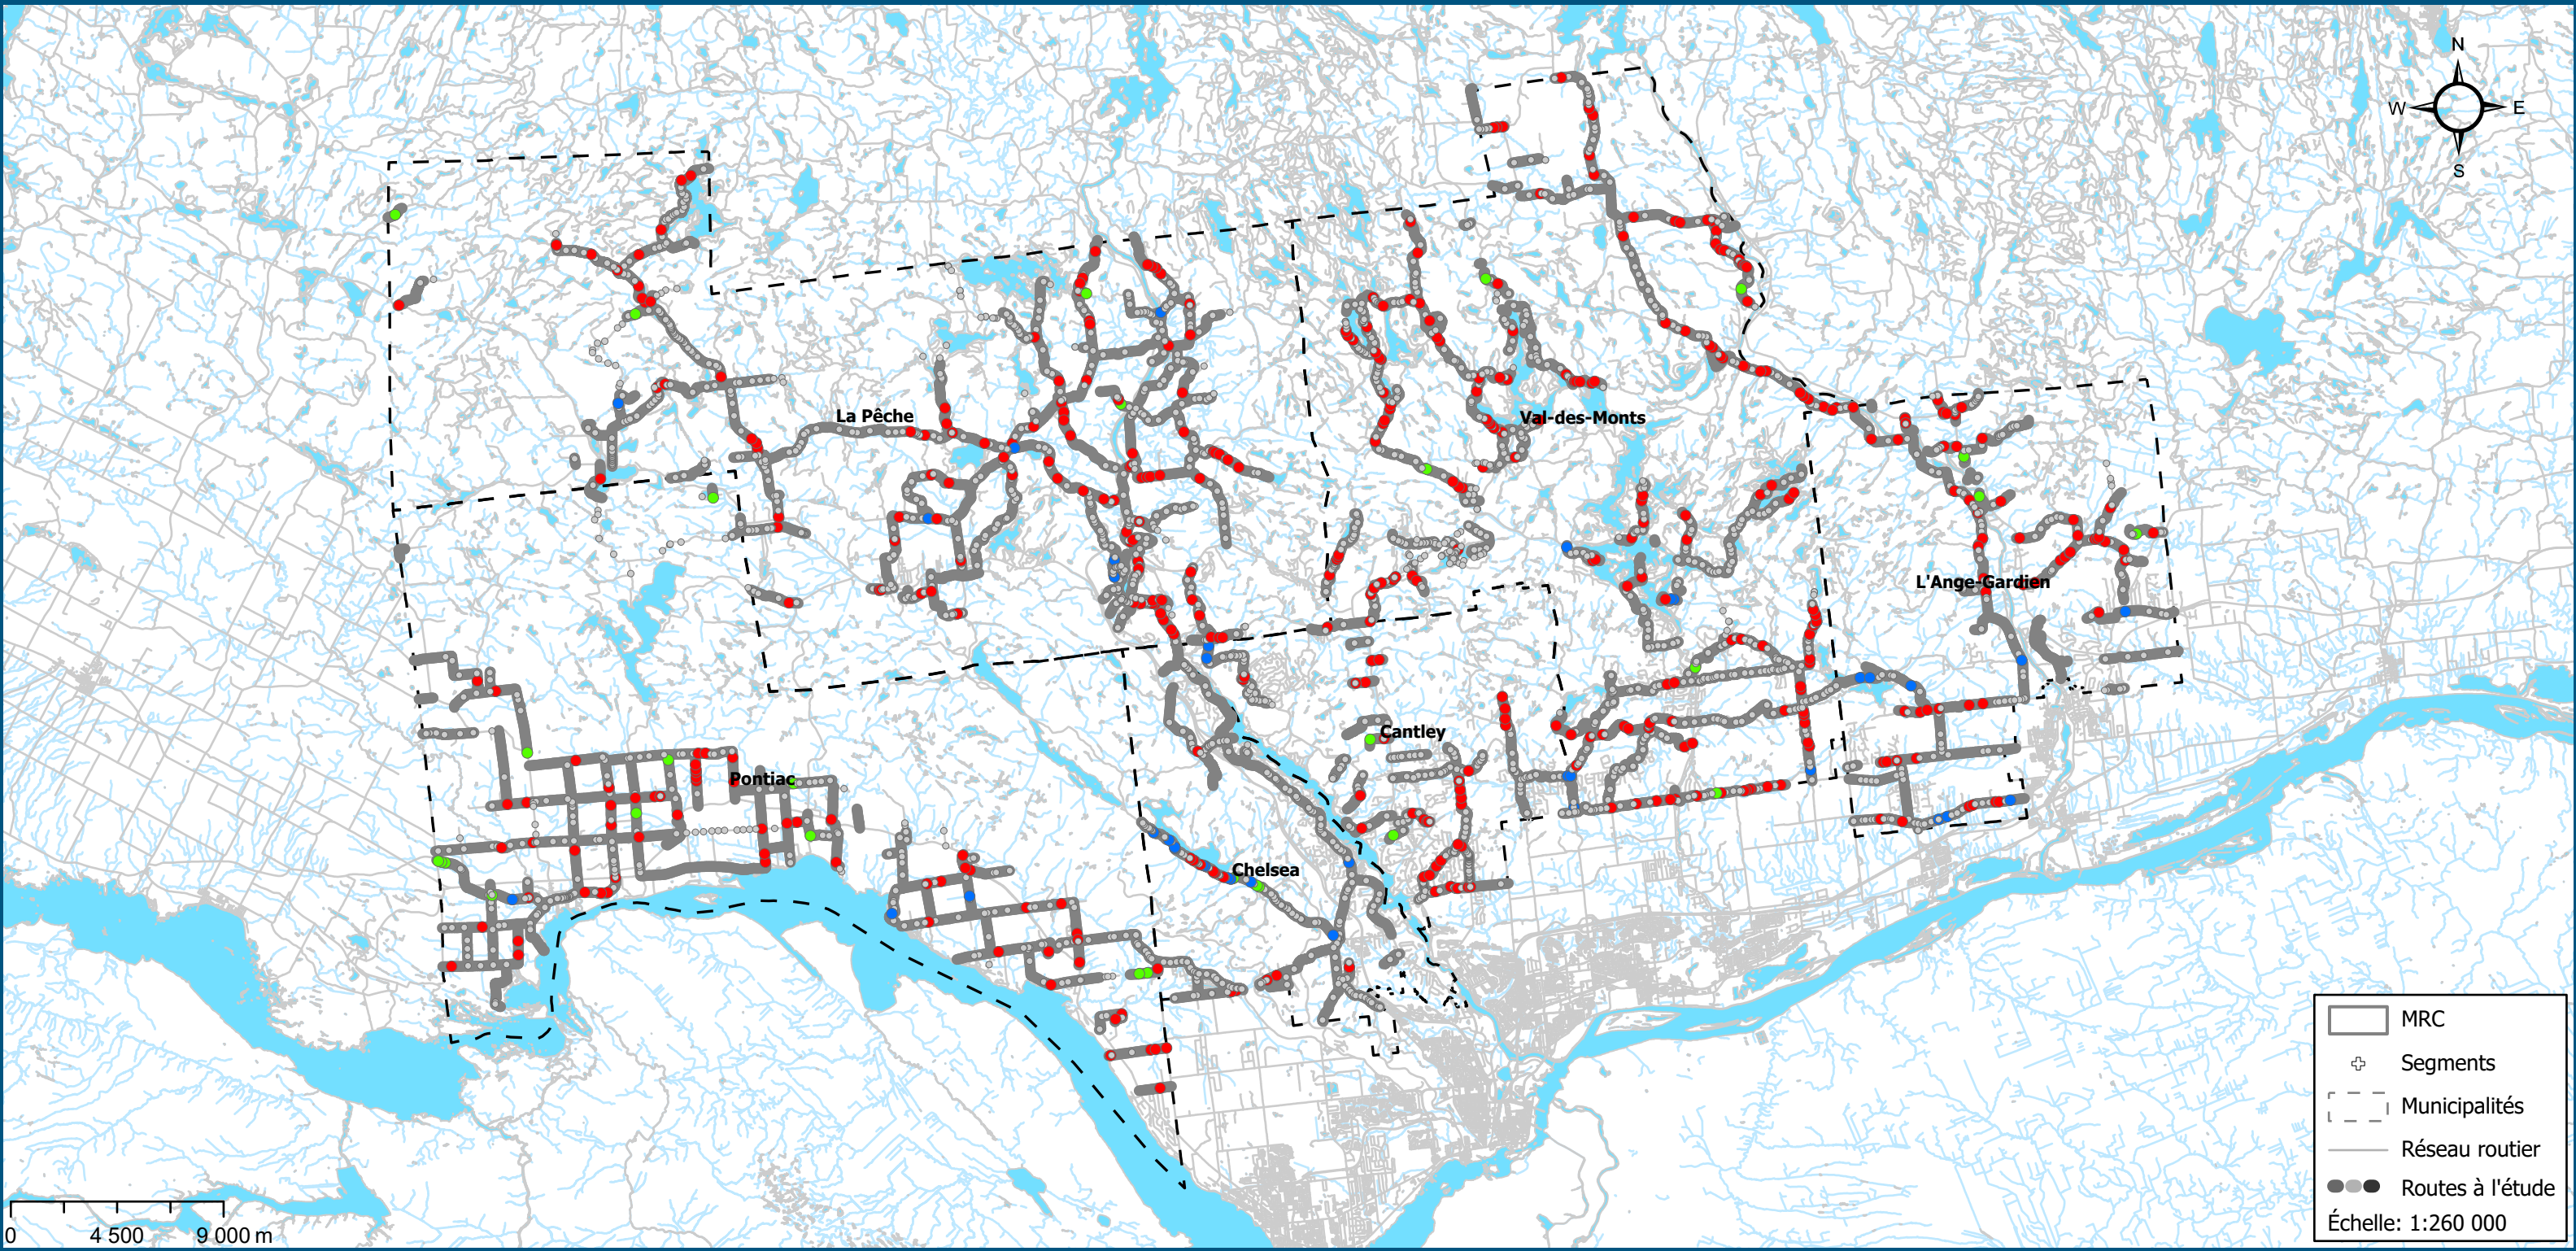 N
W E
S
La Pêche
Val-des-Monts
L'Ange-Gardien
Cantley
Pontiac
Chelsea
MRC
Segments
Municipalités
Réseau routier
Routes à l'étude
Échelle: 1:260 000
0 4 500 9 000 m